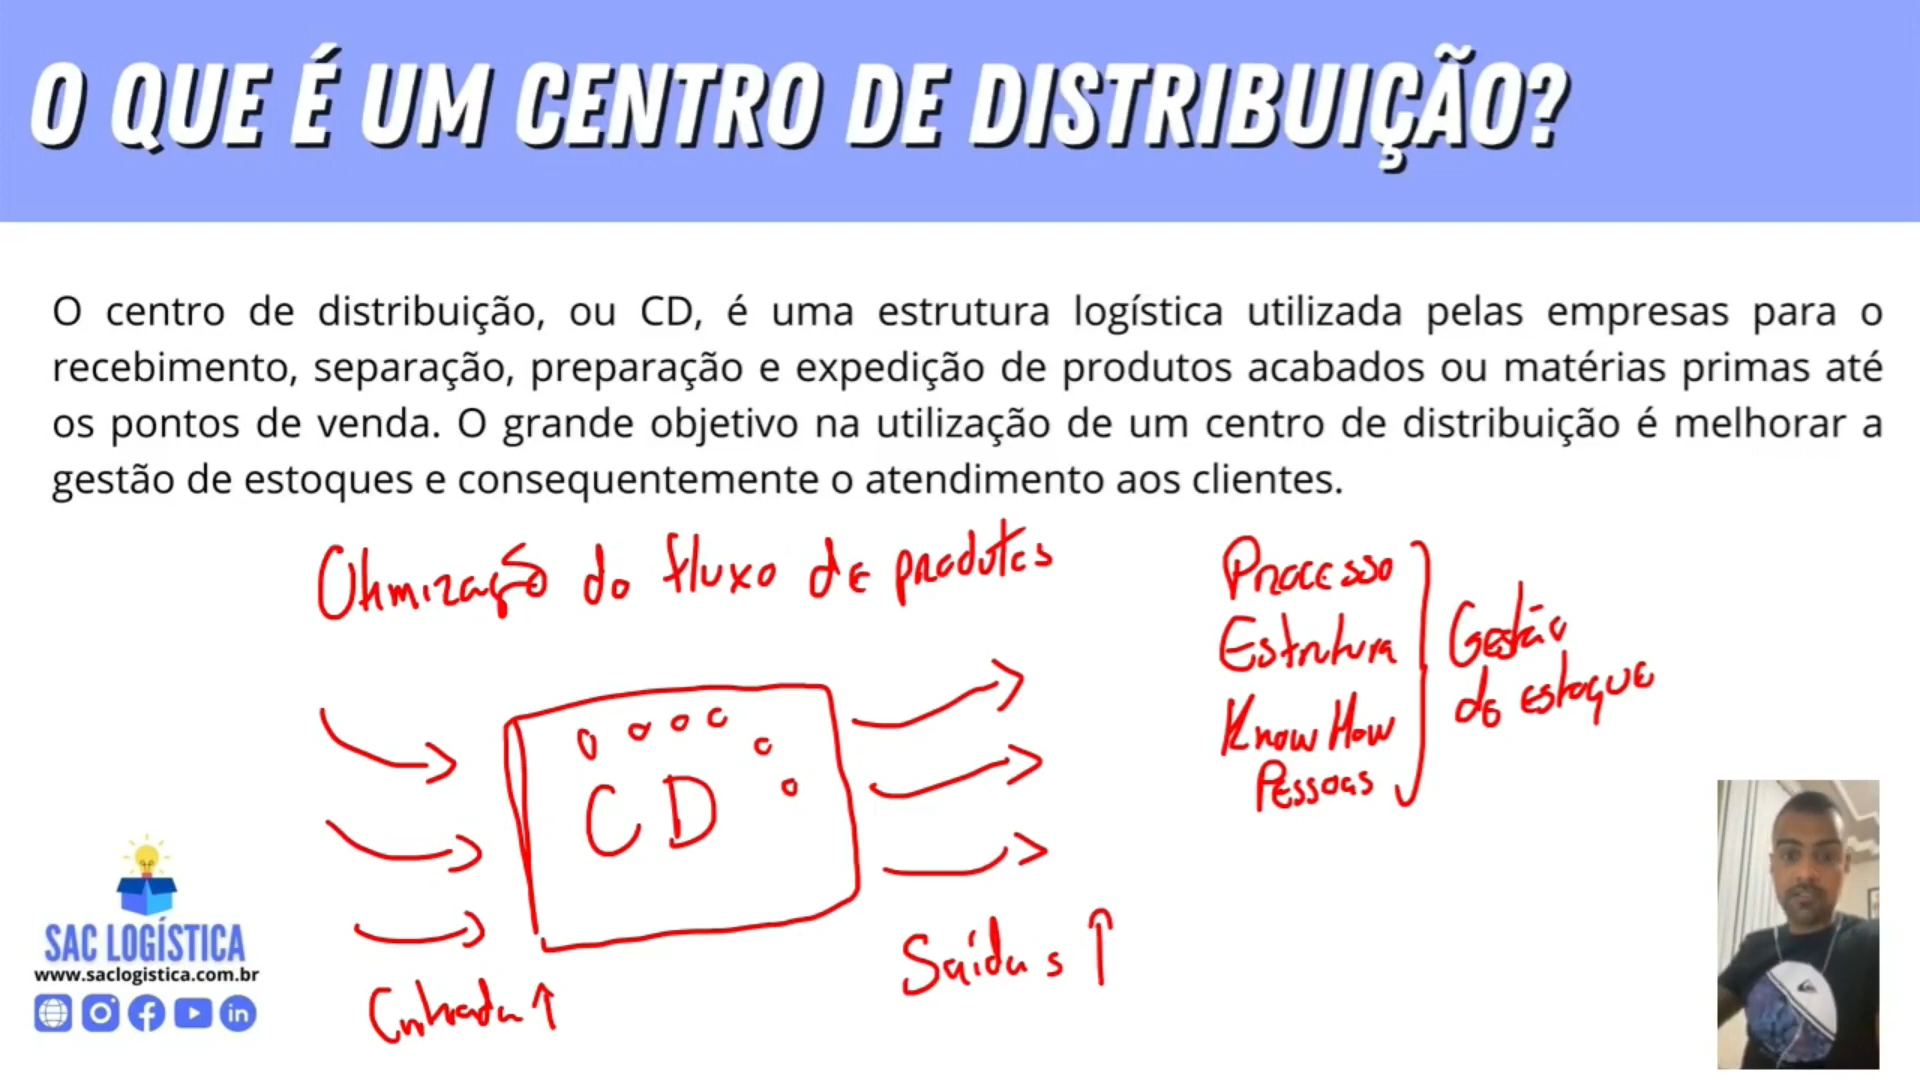 O QUE É UM CENTRO DE DISTRIBUIÇÃO?
O centro de distribuição, ou CD, é uma estrutura logística utilizada pelas empresas para o
recebimento, separação, preparação e expedição de produtos acabados ou matérias primas até
os pontos de venda. O grande objetivo na utilização de um centro de distribuição é melhorar a
gestão de estoques e consequentemente o atendimento aos clientes.
Otimização do fluxo de produtos
Processo
Estrutura
Know How
Pessoas
Gestão
de estoque
CD
Entrada ↑
Saídas ↑
SAC LOGÍSTICA
www.saclogistica.com.br